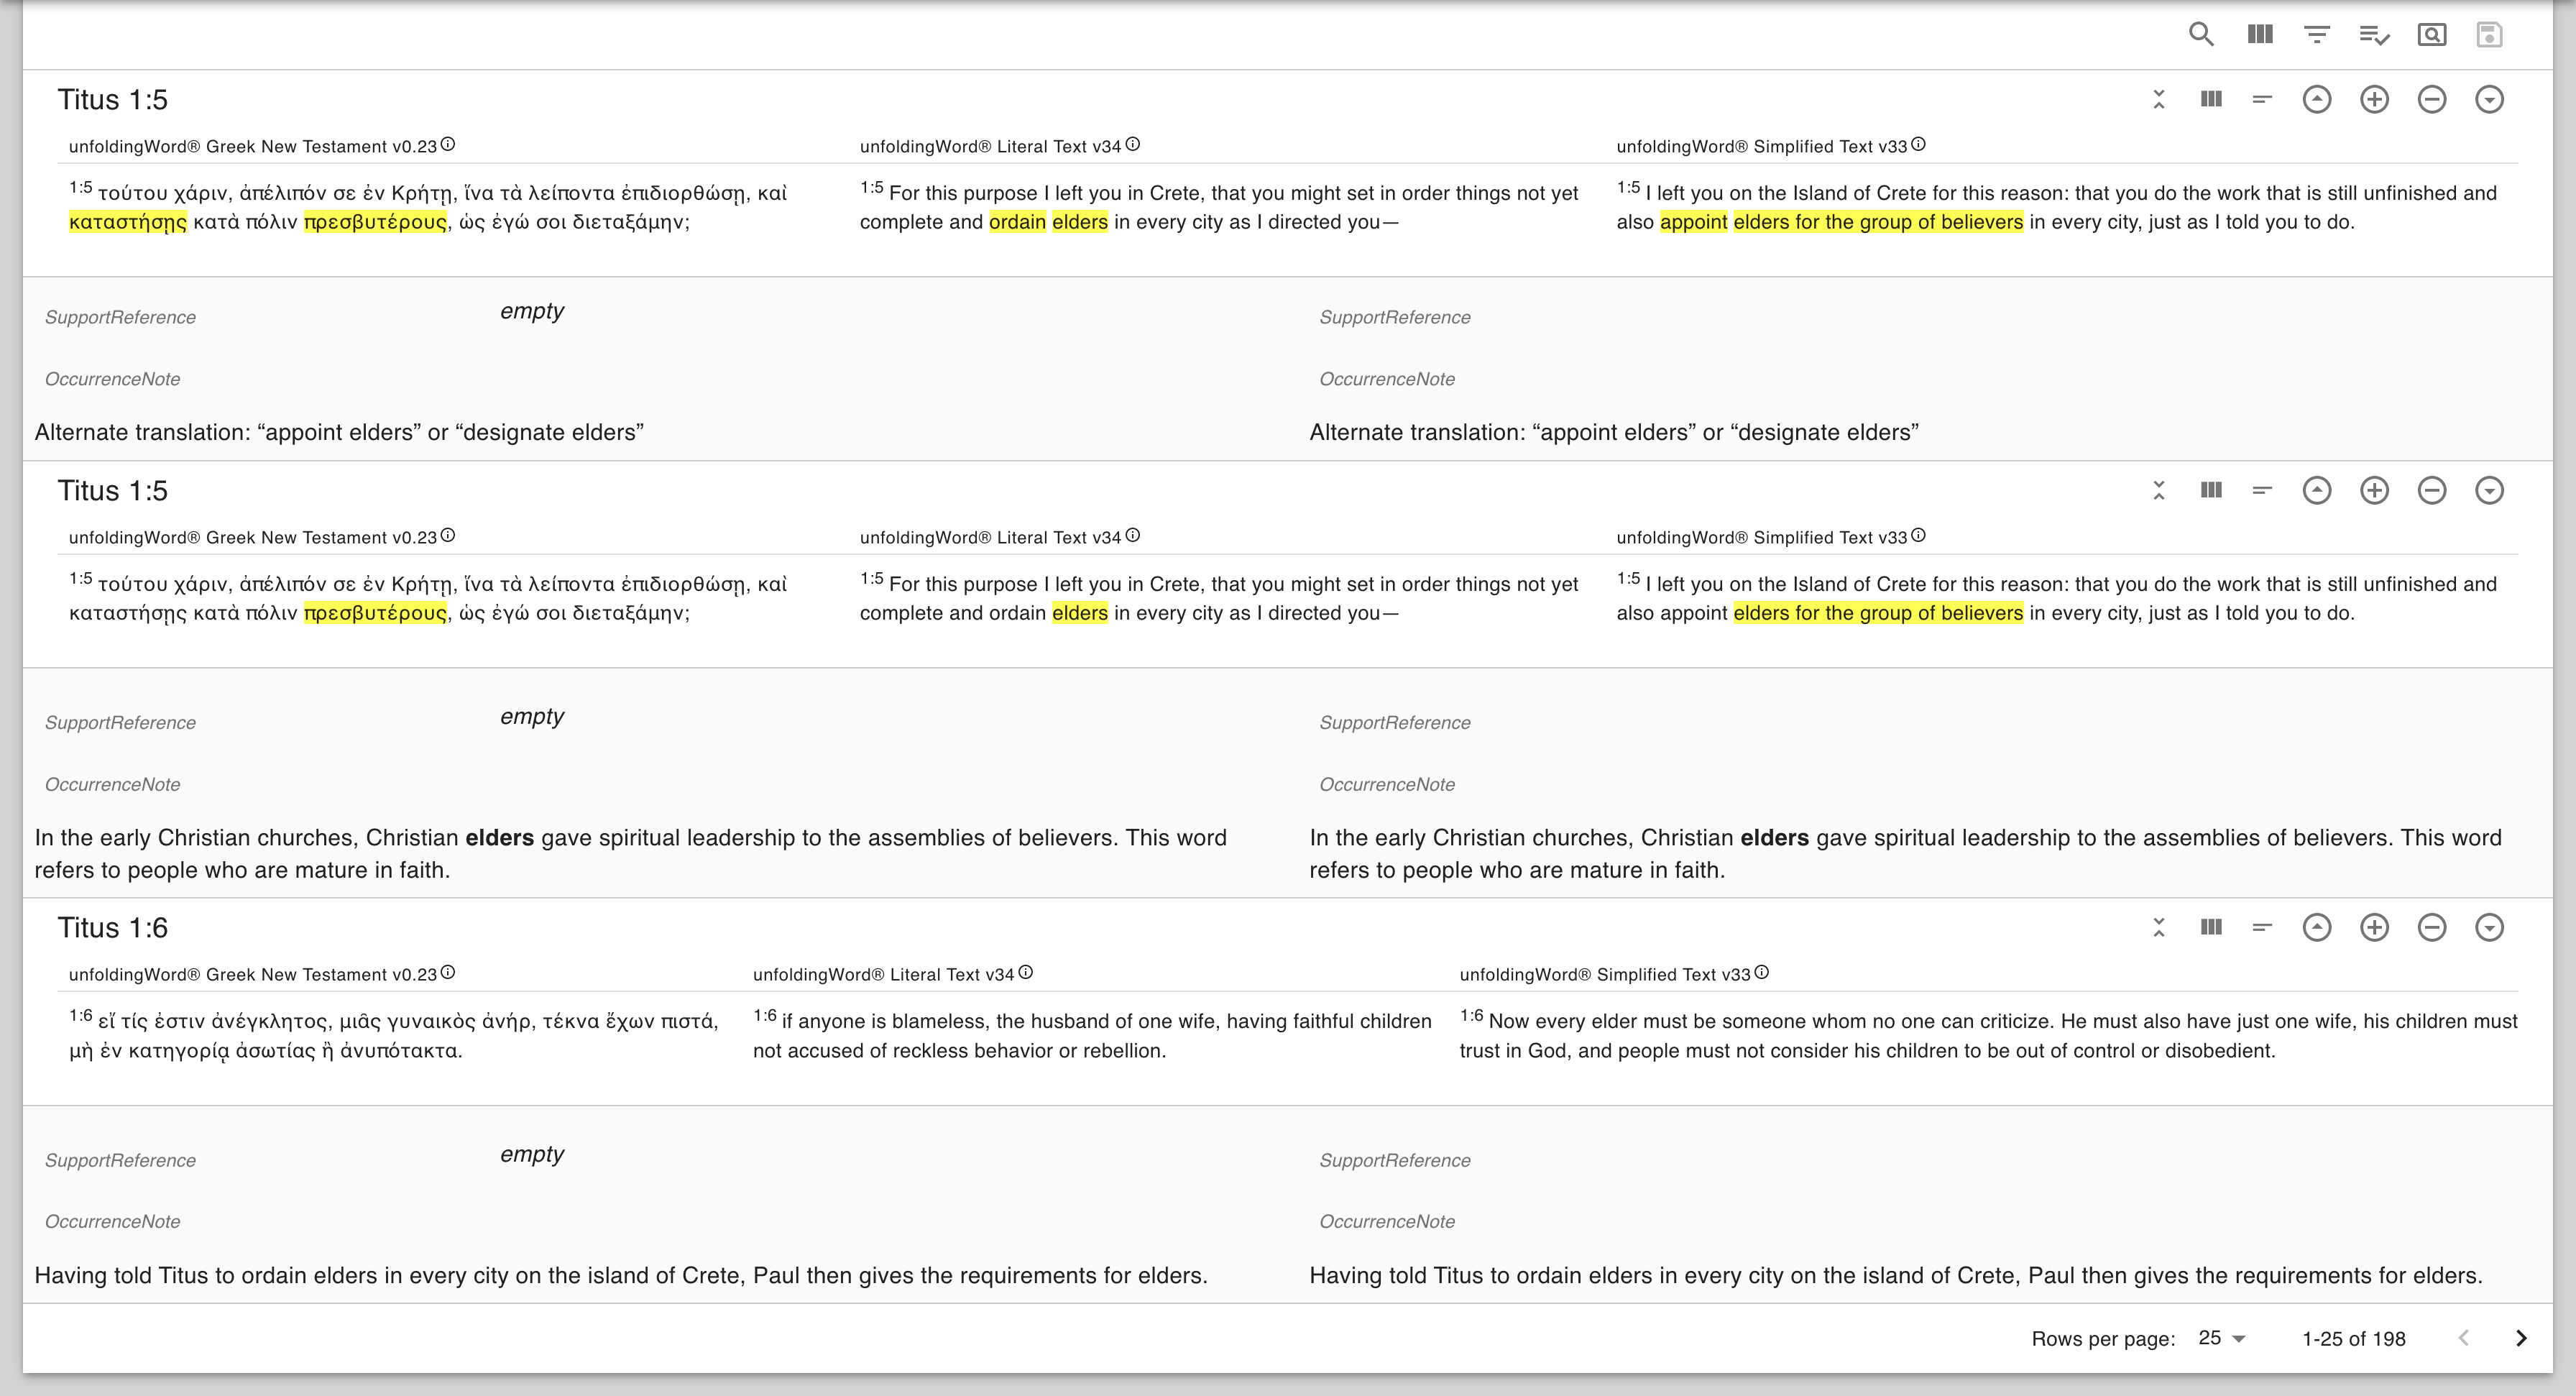 Titus 1:5
unfoldingWord® Greek New Testament v0.23
1:5 τούτου χάριν, ἀπέλιπόν σε ἐν Κρήτῃ, ἵνα τὰ λείποντα ἐπιδιορθώσῃ, καὶ
καταστήσῃς κατὰ πόλιν πρεσβυτέρους, ὡς ἐγώ σοι διεταξάμην;
unfoldingWord® Literal Text v34
1:5 For this purpose I left you in Crete, that you might set in order things not yet
complete and ordain elders in every city as I directed you—
unfoldingWord® Simplified Text v33
1:5 I left you on the Island of Crete for this reason: that you do the work that is still unfinished and
also appoint elders for the group of believers in every city, just as I told you to do.
SupportReference
empty
OccurrenceNote
Alternate translation: “appoint elders” or “designate elders”
SupportReference
OccurrenceNote
Alternate translation: “appoint elders” or “designate elders”
Titus 1:5
unfoldingWord® Greek New Testament v0.23
1:5 τούτου χάριν, ἀπέλιπόν σε ἐν Κρήτῃ, ἵνα τὰ λείποντα ἐπιδιορθώσῃ, καὶ
καταστήσῃς κατὰ πόλιν πρεσβυτέρους, ὡς ἐγώ σοι διεταξάμην;
unfoldingWord® Literal Text v34
1:5 For this purpose I left you in Crete, that you might set in order things not yet
complete and ordain elders in every city as I directed you—
unfoldingWord® Simplified Text v33
1:5 I left you on the Island of Crete for this reason: that you do the work that is still unfinished and
also appoint elders for the group of believers in every city, just as I told you to do.
SupportReference
empty
OccurrenceNote
In the early Christian churches, Christian elders gave spiritual leadership to the assemblies of believers. This word
refers to people who are mature in faith.
SupportReference
OccurrenceNote
In the early Christian churches, Christian elders gave spiritual leadership to the assemblies of believers. This word
refers to people who are mature in faith.
Titus 1:6
unfoldingWord® Greek New Testament v0.23
1:6 εἴ τίς ἐστιν ἀνέγκλητος, μιᾶς γυναικὸς ἀνήρ, τέκνα ἔχων πιστά,
μὴ ἐν κατηγορίᾳ ἀσωτίας ἢ ἀνυπότακτα.
unfoldingWord® Literal Text v34
1:6 if anyone is blameless, the husband of one wife, having faithful children
not accused of reckless behavior or rebellion.
unfoldingWord® Simplified Text v33
1:6 Now every elder must be someone whom no one can criticize. He must also have just one wife, his children must
trust in God, and people must not consider his children to be out of control or disobedient.
SupportReference
empty
OccurrenceNote
Having told Titus to ordain elders in every city on the island of Crete, Paul then gives the requirements for elders.
SupportReference
OccurrenceNote
Having told Titus to ordain elders in every city on the island of Crete, Paul then gives the requirements for elders.
Rows per page: 25 1-25 of 198